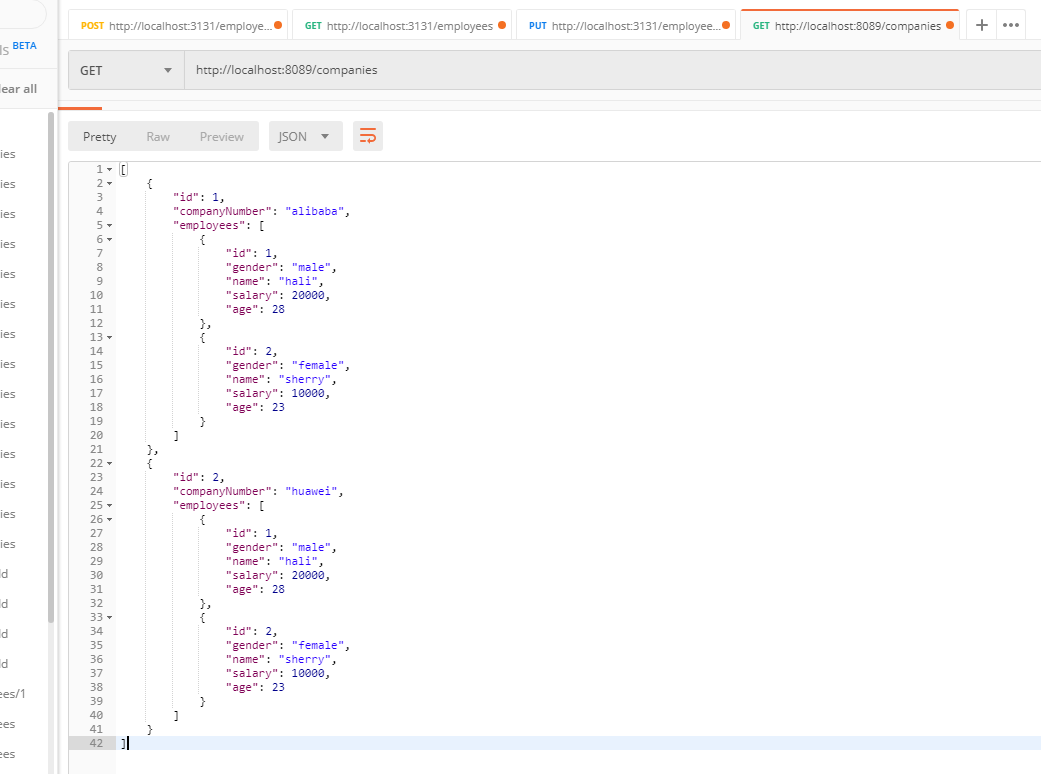 POST http://localhost:3131/employe... GET http://localhost:3131/employees PUT http://localhost:3131/employee... GET http://localhost:8089/companies + •••
ls BETA
GET http://localhost:8089/companies
lear all
Pretty Raw Preview JSON
ies
ies
ies
ies
ies
ies
ies
ies
ies
ies
ies
ies
ies
ies
ld
ld
ld
ld
ees/1
ees
ees
1 [
2 {
3 "id": 1,
4 "companyNumber": "alibaba",
5 "employees": [
6 {
7 "id": 1,
8 "gender": "male",
9 "name": "hali",
10 "salary": 20000,
11 "age": 28
12 },
13 {
14 "id": 2,
15 "gender": "female",
16 "name": "sherry",
17 "salary": 10000,
18 "age": 23
19 }
20 ]
21 },
22 {
23 "id": 2,
24 "companyNumber": "huawei",
25 "employees": [
26 {
27 "id": 1,
28 "gender": "male",
29 "name": "hali",
30 "salary": 20000,
31 "age": 28
32 },
33 {
34 "id": 2,
35 "gender": "female",
36 "name": "sherry",
37 "salary": 10000,
38 "age": 23
39 }
40 ]
41 }
42 ]